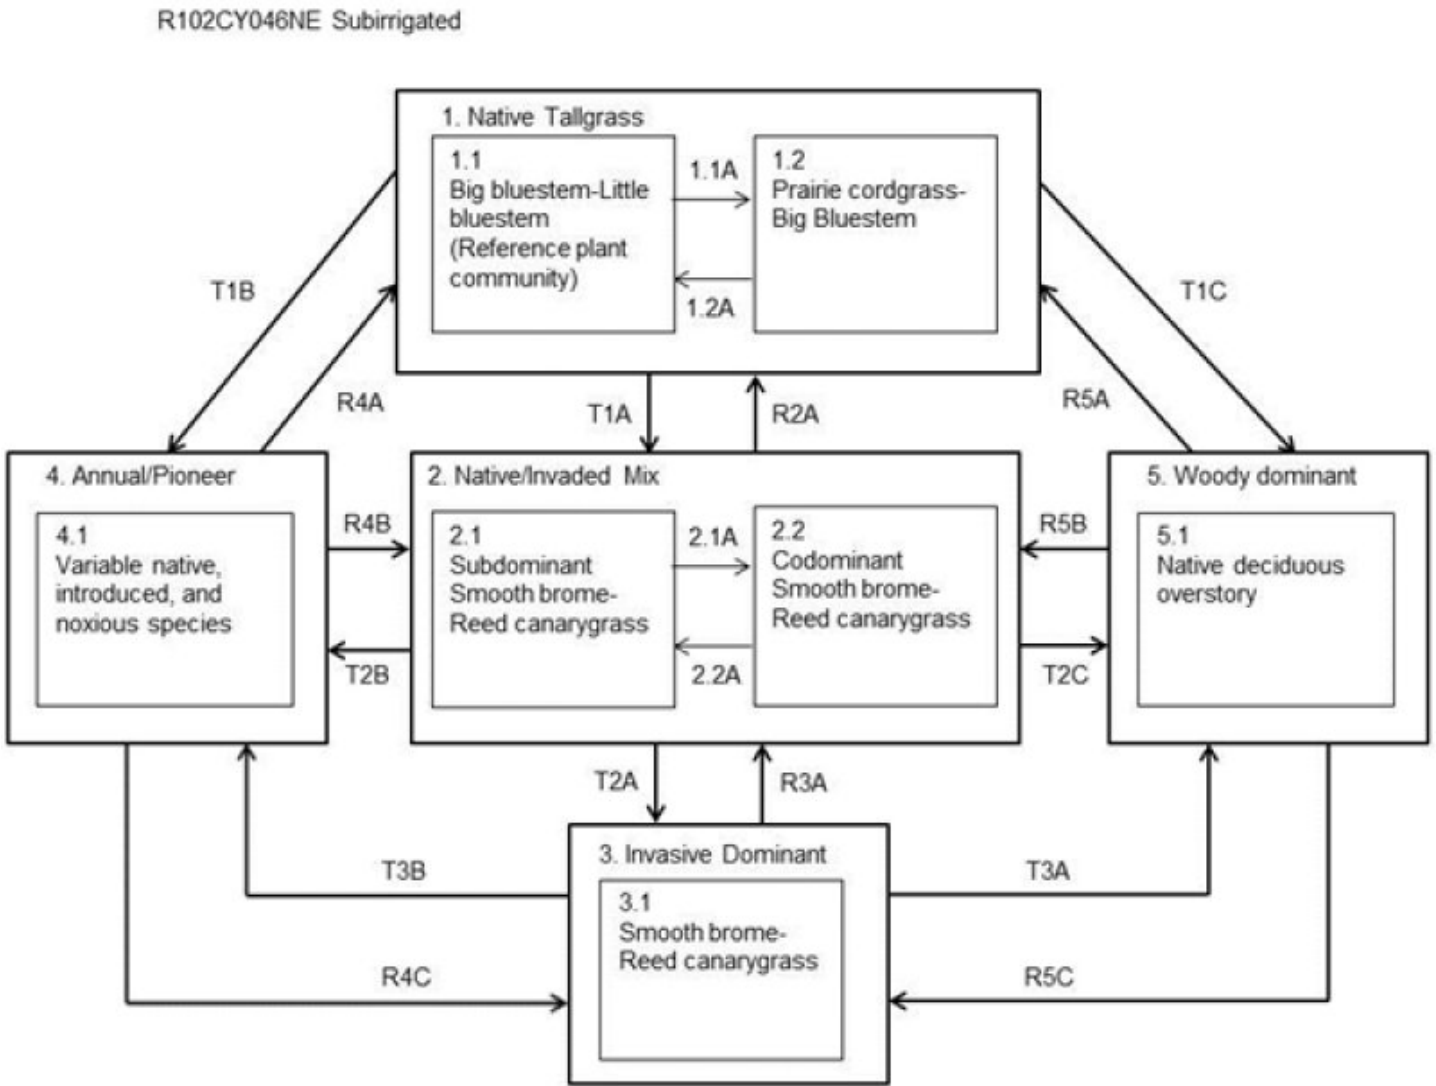 R102CY046NE Subirrigated
1. Native Tallgrass
1.1
Big bluestem-Little
bluestem
(Reference plant
community)
1.1A
1.2A
1.2
Prairie cordgrass-
Big Bluestem
T1B
R4A
T1A
R2A
R5A
T1C
4. Annual/Pioneer
4.1
Variable native,
introduced, and
noxious species
R4B
T2B
2. Native/Invaded Mix
2.1
Subdominant
Smooth brome-
Reed canarygrass
2.1A
2.2A
2.2
Codominant
Smooth brome-
Reed canarygrass
R5B
T2C
5. Woody dominant
5.1
Native deciduous
overstory
T2A
R3A
T3B
T3A
3. Invasive Dominant
3.1
Smooth brome-
Reed canarygrass
R4C
R5C